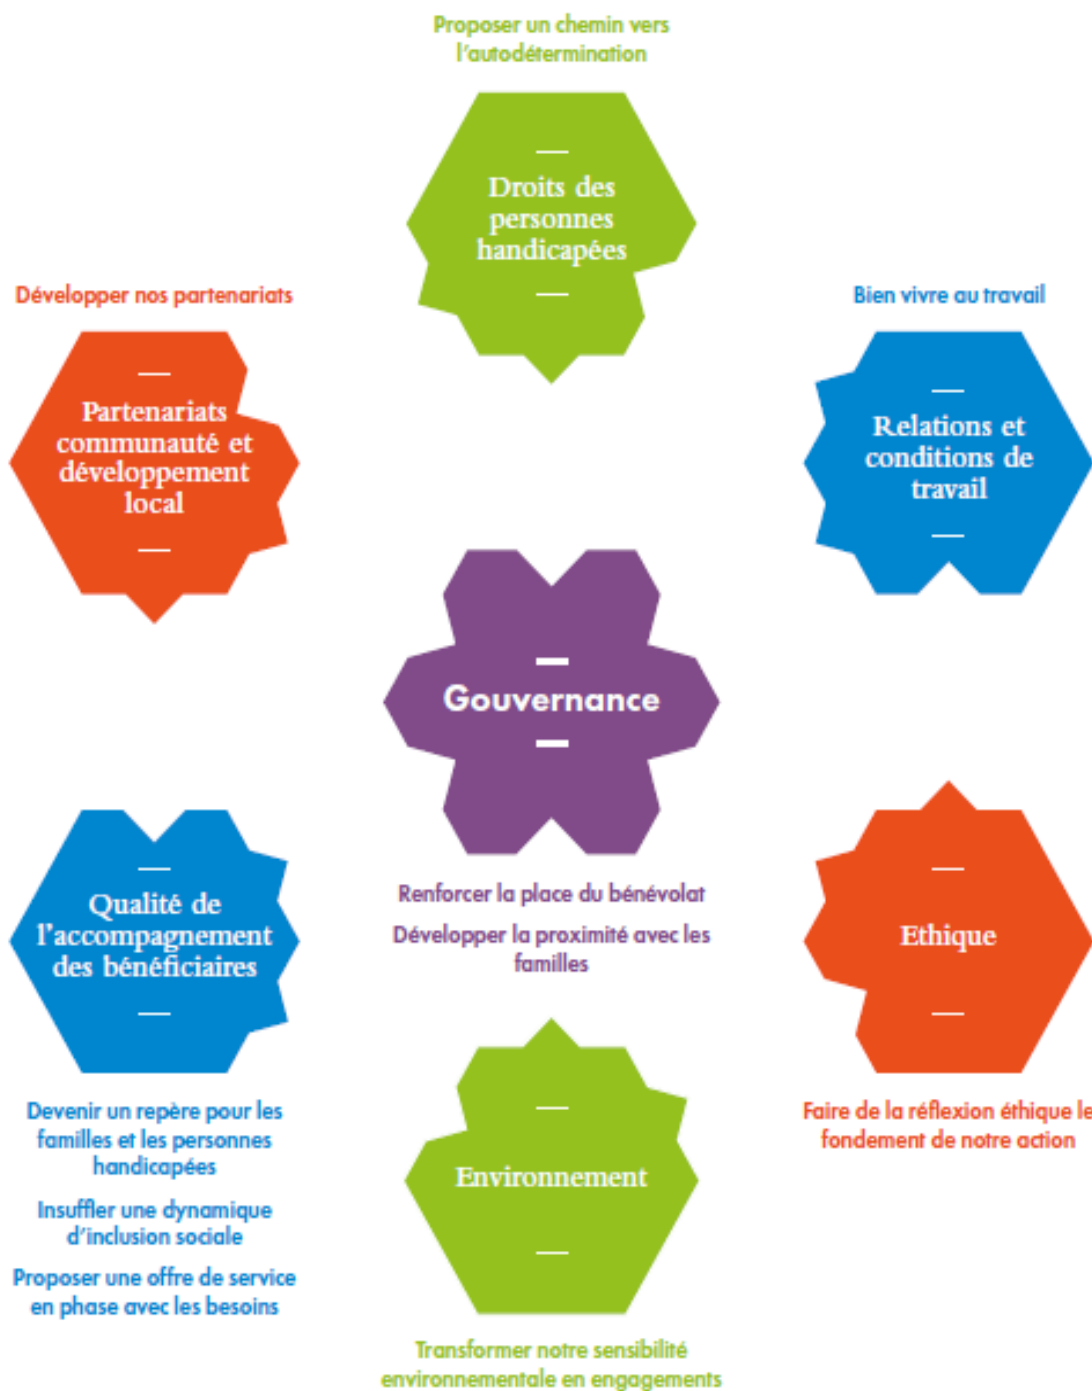 Proposer un chemin vers
l'autodétermination
Droits des
personnes
handicapées
Développer nos partenariats
Partenariats
communauté et
développement
local
Bien vivre au travail
Relations et
conditions de
travail
Gouvernance
Renforcer la place du bénévolat
Développer la proximité avec les
familles
Qualité de
l'accompagnement
des bénéficiaires
Devenir un repère pour les
familles et les personnes
handicapées
Insuffler une dynamique
d'inclusion sociale
Proposer une offre de service
en phase avec les besoins
Ethique
Faire de la réflexion éthique le
fondement de notre action
Environnement
Transformer notre sensibilité
environnementale en engagements